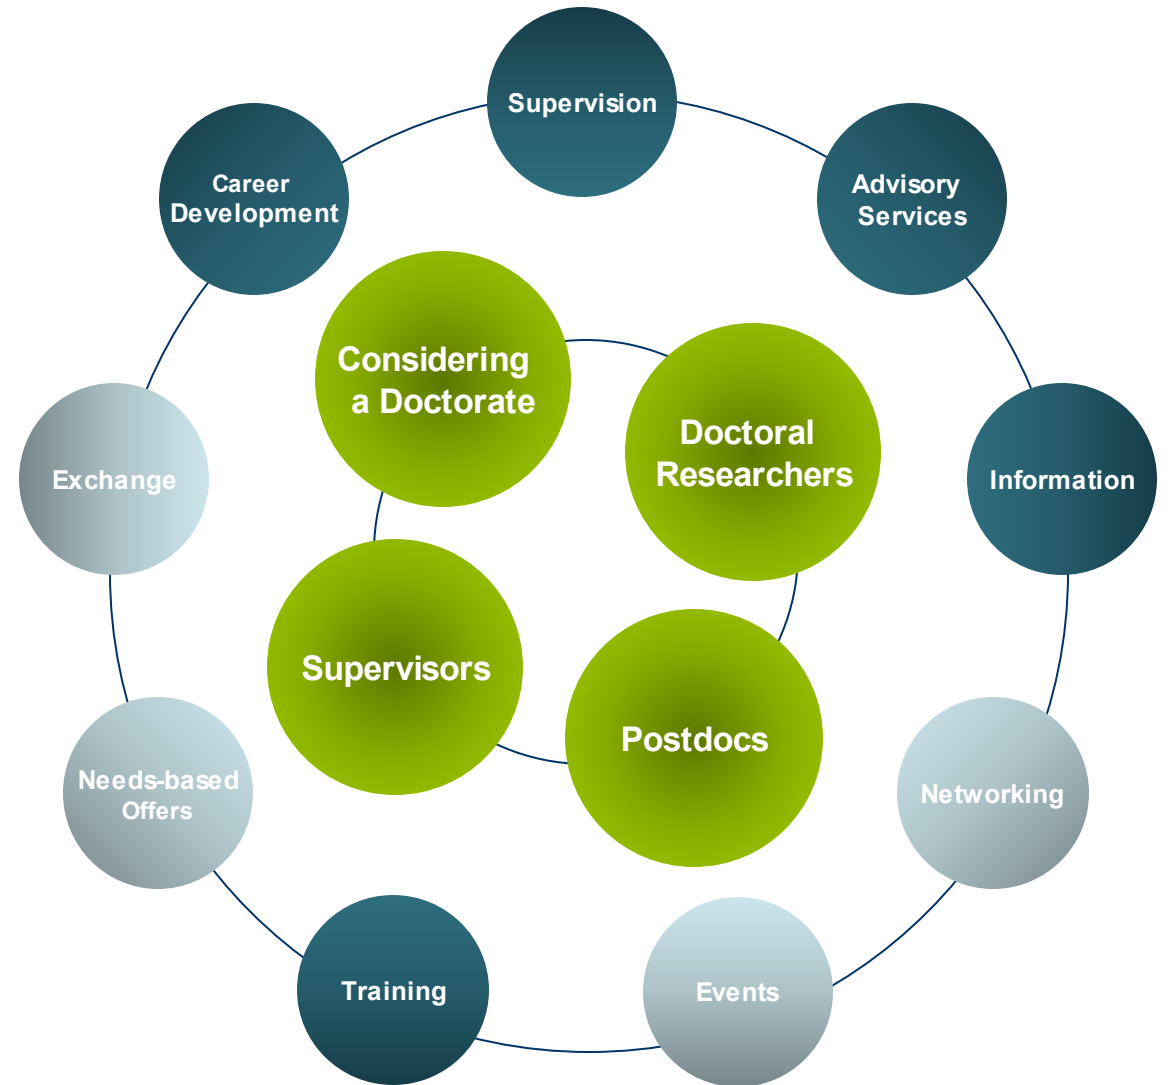 Supervision
Career
Development
Advisory
Services
Considering
a Doctorate
Doctoral
Researchers
Exchange
Information
Supervisors
Postdocs
Needs-based
Offers
Networking
Training
Events